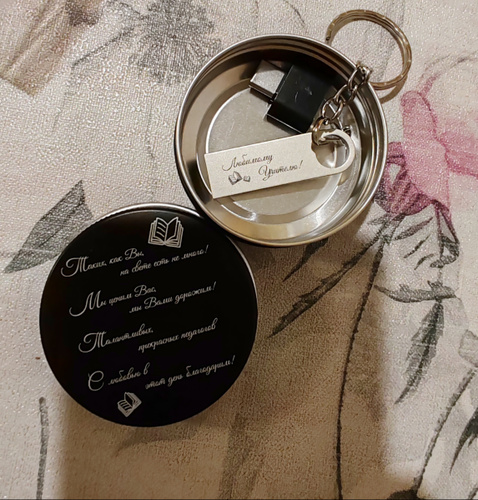 Любимому
Учителю!
Таких, как Вы,
на свете есть не много!
Мы ценим Вас,
мы Вами дорожим!
Талантливых,
прекрасных педагогов
С любовью в
этот день благодарим!